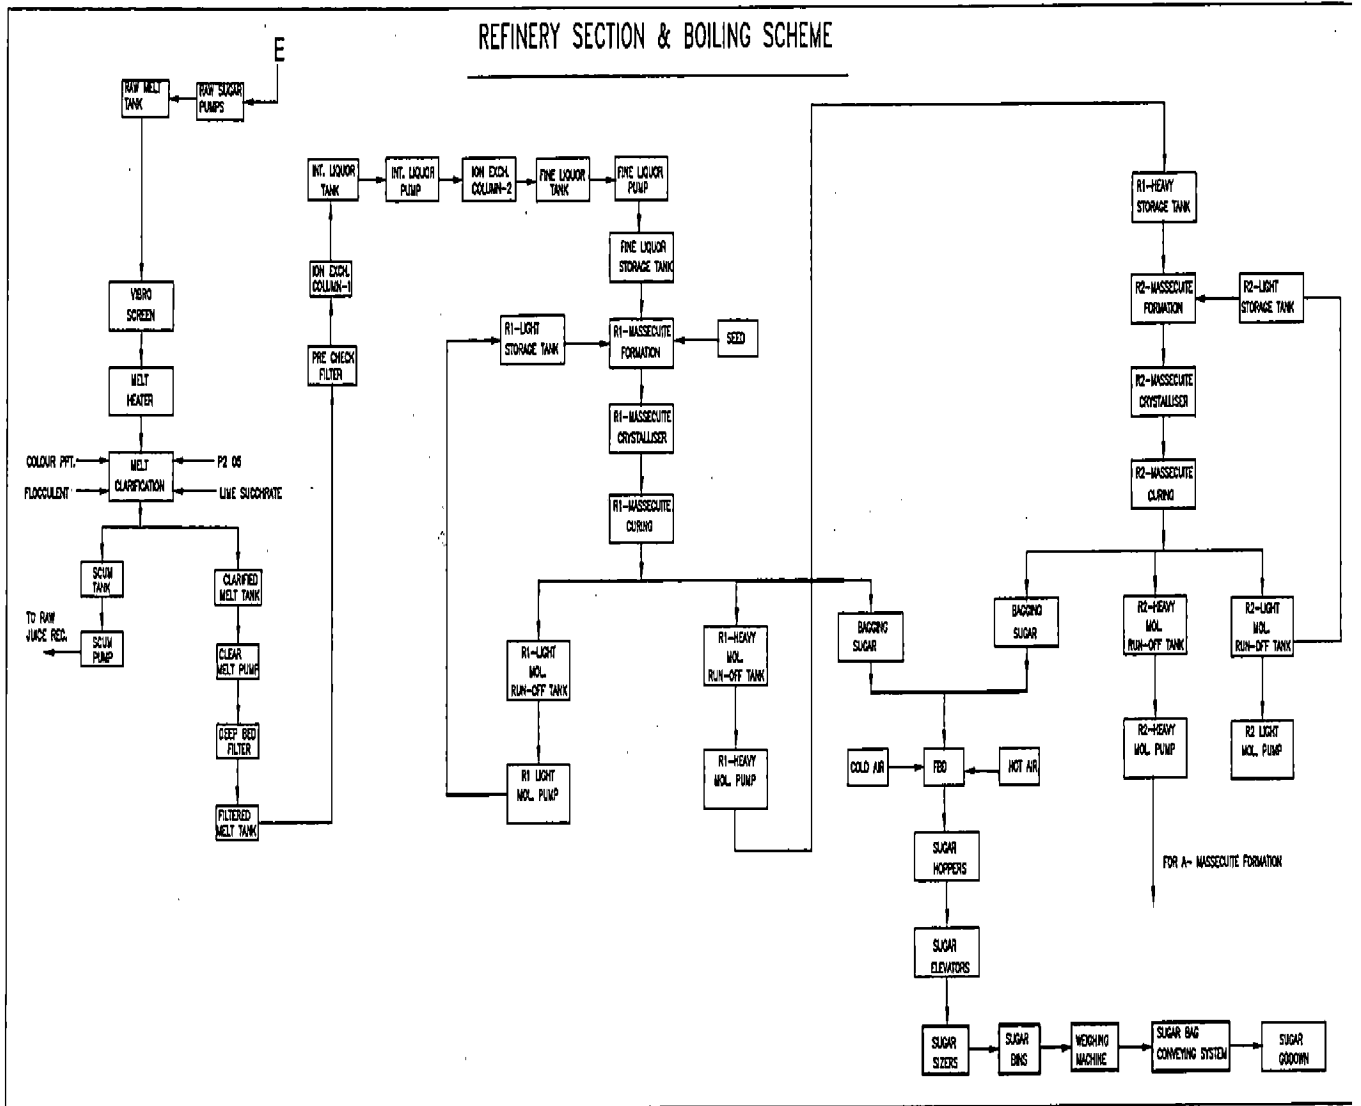 REFINERY SECTION & BOILING SCHEME
E
RAW MELT
TANK
RAW SUGAR
PUMPS
VIBRO
SCREEN
MELT
HEATER
COLOUR PPT.
FLOCCULENT
MELT
CLARIFICATION
P2 O5
LIME SUCCHRATE
SCUM
TANK
TO RAW
JUICE REC.
SCUM
PUMP
CLARIFIED
MELT TANK
CLEAR
MELT PUMP
DEEP BED
FILTER
FILTERED
MELT TANK
PRE CHECK
FILTER
ION EXCH.
COLUMN-1
INT. LIQUOR
TANK
INT. LIQUOR
PUMP
ION EXCH.
COLUMN-2
FINE LIQUOR
TANK
FINE LIQUOR
PUMP
FINE LIQUOR
STORAGE TANK
R1-LIGHT
STORAGE TANK
R1-MASSECUITE
FORMATION
SEED
R1-MASSECUITE
CRYSTALLISER
R1-MASSECUITE
CURING
R1-LIGHT
MOL.
RUN-OFF TANK
R1 LIGHT
MOL. PUMP
R1-HEAVY
MOL.
RUN-OFF TANK
R1-HEAVY
MOL. PUMP
BAGGING
SUGAR
BAGGING
SUGAR
R1-HEAVY
STORAGE TANK
R2-MASSECUITE
FORMATION
R2-LIGHT
STORAGE TANK
R2-MASSECUITE
CRYSTALLISER
R2-MASSECUITE
CURING
R2-HEAVY
MOL.
RUN-OFF TANK
R2-LIGHT
MOL.
RUN-OFF TANK
R2-HEAVY
MOL. PUMP
R2 LIGHT
MOL. PUMP
FOR A- MASSECUITE FORMATION
COLD AIR
FBD
HOT AIR
SUGAR
HOPPERS
SUGAR
ELEVATORS
SUGAR
SIZERS
SUGAR
BINS
WEIGHING
MACHINE
SUGAR BAG
CONVEYING SYSTEM
SUGAR
GODOWN